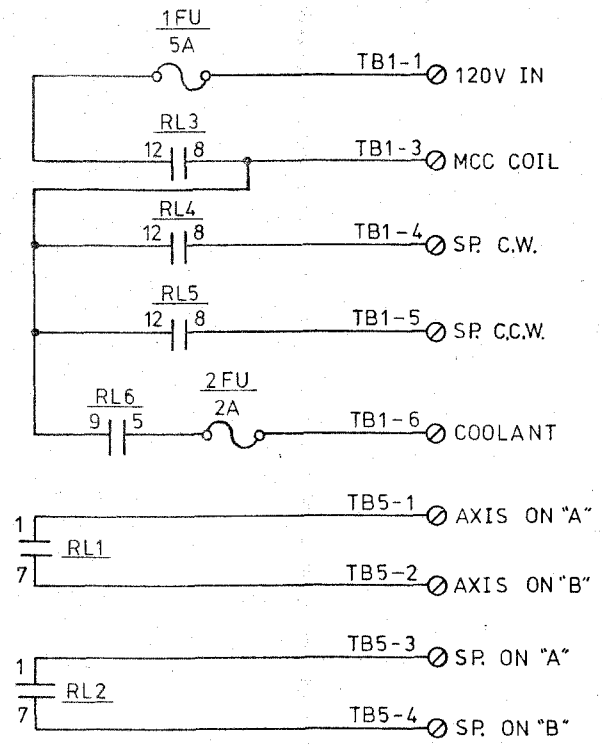 1FU
5A
TB1-1 120V IN
RL3
12 8 TB1-3 MCC COIL
RL4
12 8 TB1-4 SP. C.W.
RL5
12 8 TB1-5 SP. C.C.W.
2FU
RL6 2A
9 5 TB1-6 COOLANT
TB5-1 AXIS ON "A"
1
RL1
7 TB5-2 AXIS ON "B"
TB5-3 SP. ON "A"
1
RL2
7 TB5-4 SP. ON "B"